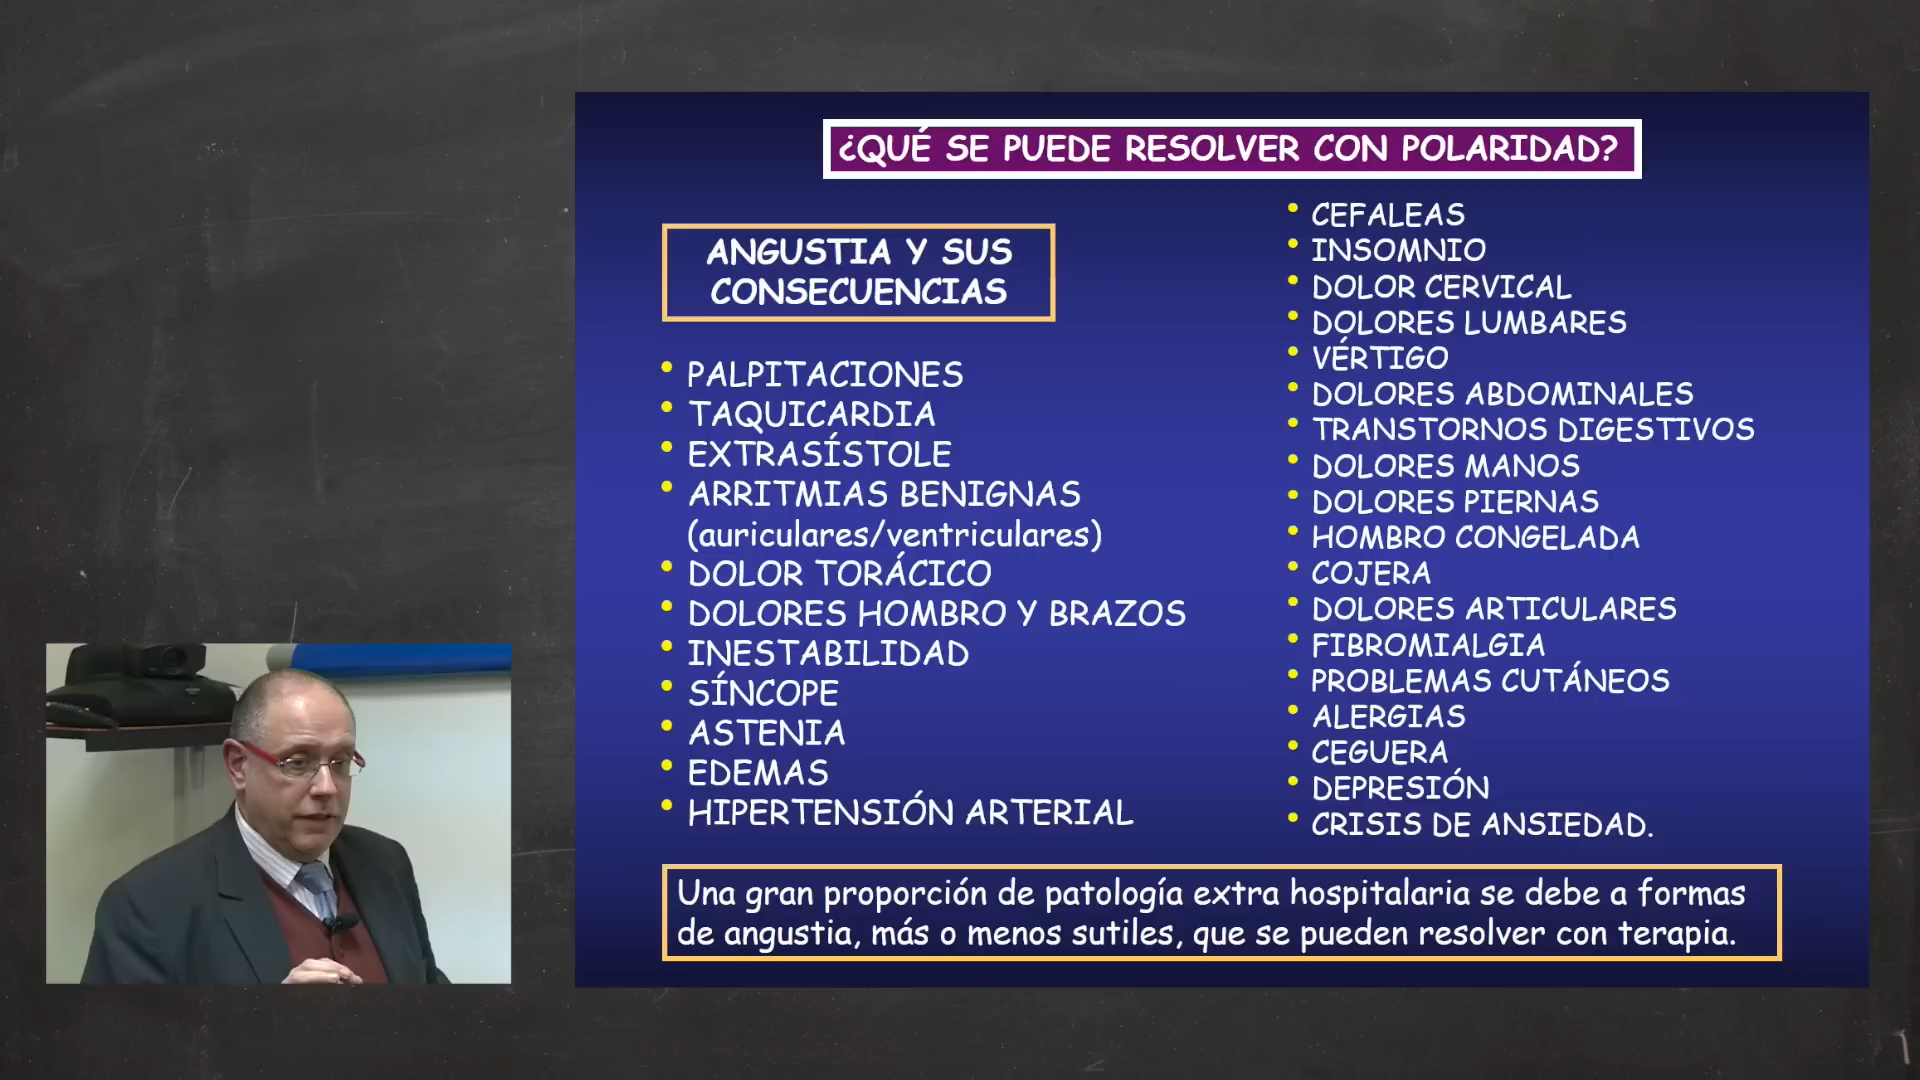 ¿QUÉ SE PUEDE RESOLVER CON POLARIDAD?
ANGUSTIA Y SUS
CONSECUENCIAS
• PALPITACIONES
• TAQUICARDIA
• EXTRASÍSTOLE
• ARRITMIAS BENIGNAS
(auriculares/ventriculares)
• DOLOR TORÁCICO
• DOLORES HOMBRO Y BRAZOS
• INESTABILIDAD
• SÍNCOPE
• ASTENIA
• EDEMAS
• HIPERTENSIÓN ARTERIAL
• CEFALEAS
• INSOMNIO
• DOLOR CERVICAL
• DOLORES LUMBARES
• VÉRTIGO
• DOLORES ABDOMINALES
• TRANSTORNOS DIGESTIVOS
• DOLORES MANOS
• DOLORES PIERNAS
• HOMBRO CONGELADA
• COJERA
• DOLORES ARTICULARES
• FIBROMIALGIA
• PROBLEMAS CUTÁNEOS
• ALERGIAS
• CEGUERA
• DEPRESIÓN
• CRISIS DE ANSIEDAD.
Una gran proporción de patología extra hospitalaria se debe a formas
de angustia, más o menos sutiles, que se pueden resolver con terapia.